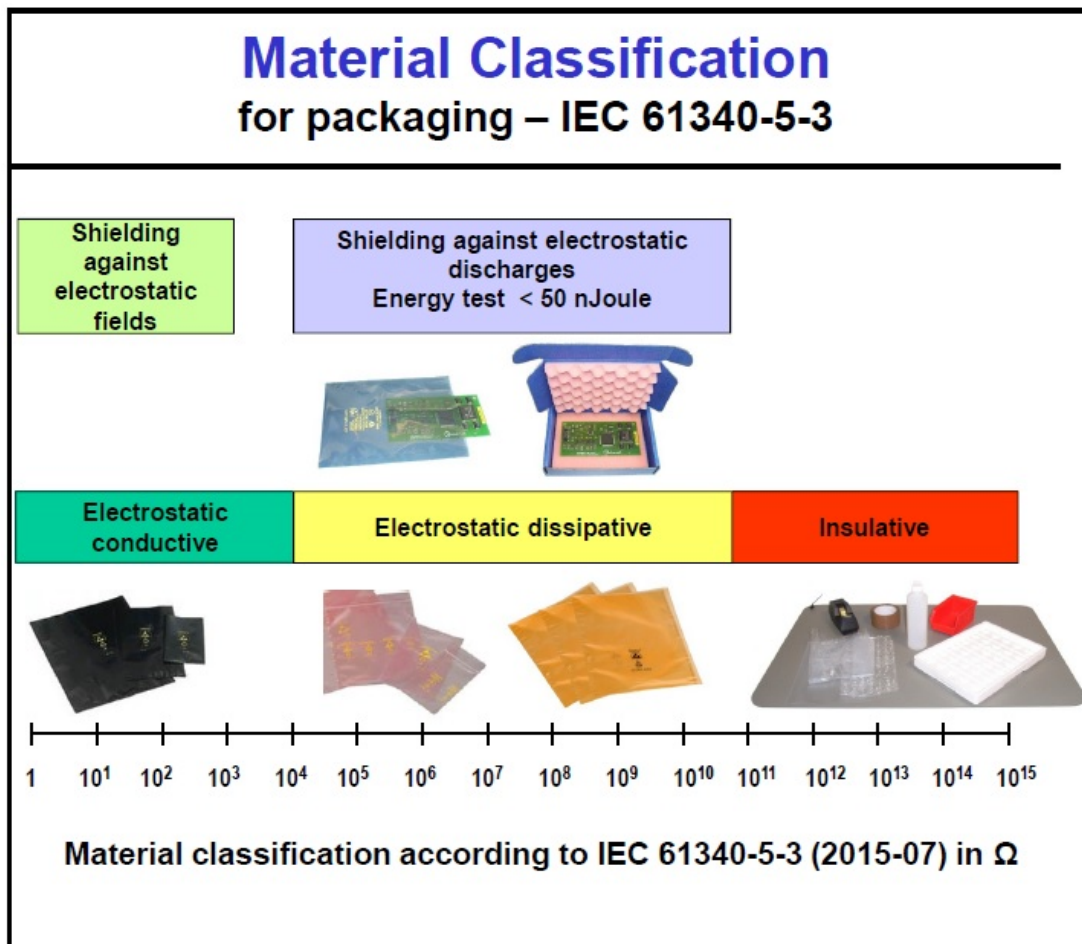 Material Classification
for packaging – IEC 61340-5-3
Shielding
against
electrostatic
fields
Shielding against electrostatic
discharges
Energy test < 50 nJoule
Electrostatic
conductive
Electrostatic dissipative
Insulative
1 10¹ 10² 10³ 10⁴ 10⁵ 10⁶ 10⁷ 10⁸ 10⁹ 10¹⁰ 10¹¹ 10¹² 10¹³ 10¹⁴ 10¹⁵
Material classification according to IEC 61340-5-3 (2015-07) in Ω